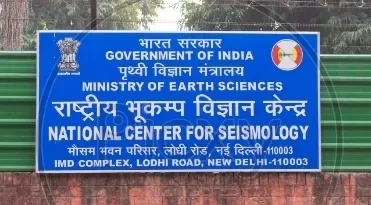 भारत सरकार
GOVERNMENT OF INDIA
पृथ्वी विज्ञान मंत्रालय
MINISTRY OF EARTH SCIENCES
राष्ट्रीय भूकम्प विज्ञान केन्द्र
NATIONAL CENTER FOR SEISMOLOGY
मौसम भवन परिसर, लोधी रोड, नई दिल्ली-110003
IMD COMPLEX, LODHI ROAD, NEW DELHI-110003